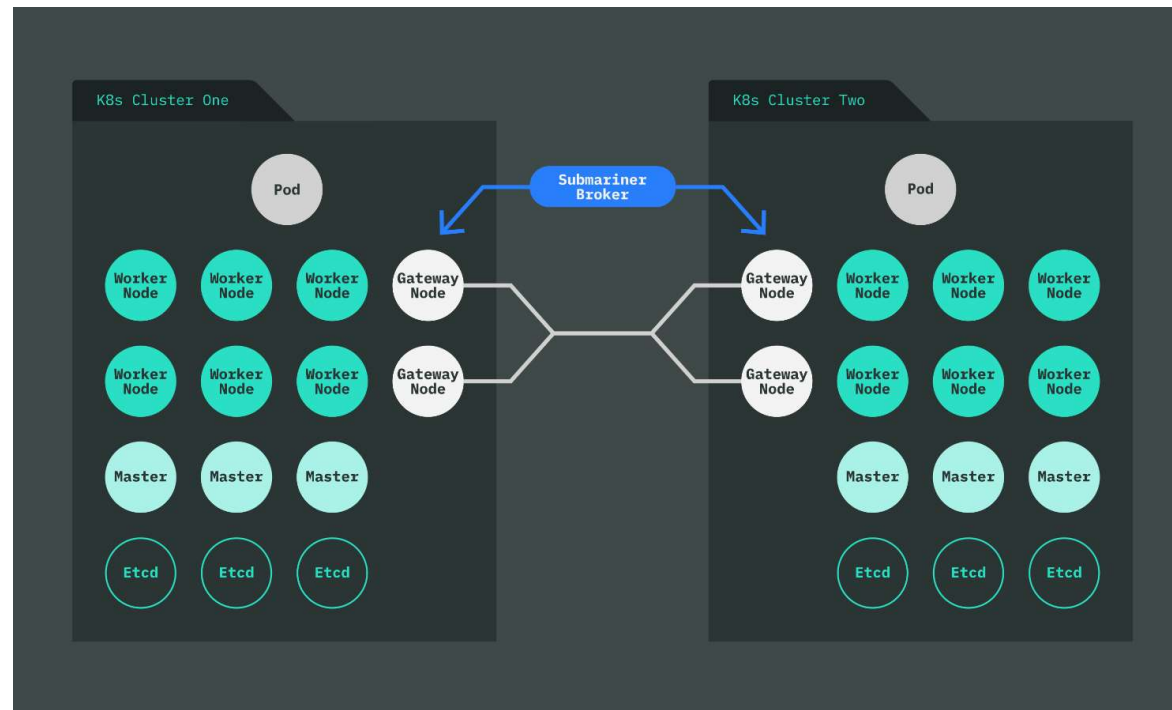 K8s Cluster One
K8s Cluster Two
Submariner
Broker
Pod
Pod
Worker
Node
Worker
Node
Worker
Node
Gateway
Node
Gateway
Node
Worker
Node
Worker
Node
Worker
Node
Worker
Node
Worker
Node
Worker
Node
Gateway
Node
Gateway
Node
Worker
Node
Worker
Node
Worker
Node
Master
Master
Master
Master
Master
Master
Etcd
Etcd
Etcd
Etcd
Etcd
Etcd